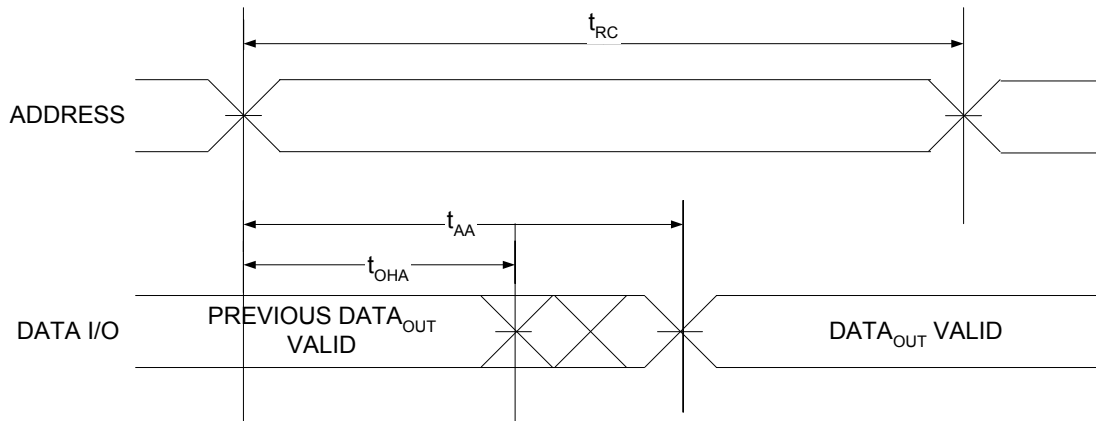 tRC
ADDRESS
tAA
tOHA
DATA I/O
PREVIOUS DATAOUT
VALID
DATAOUT VALID